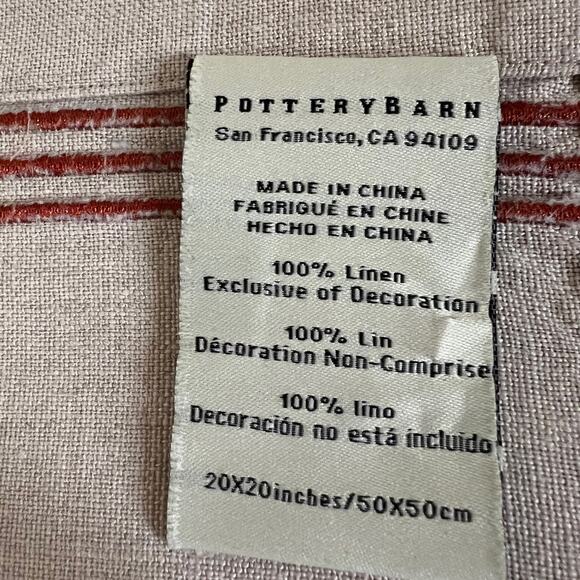 POTTERYBARN
San Francisco, CA 94109
MADE IN CHINA
FABRIQUÉ EN CHINE
HECHO EN CHINA
100% Linen
Exclusive of Decoration
100% Lin
Décoration Non-Comprise
100% lino
Decoración no está incluido
20X20inches/50X50cm